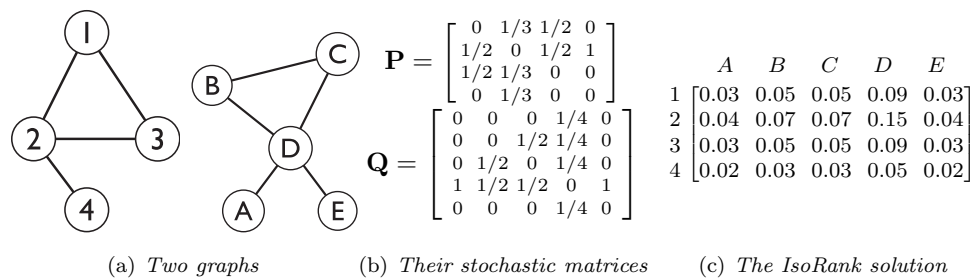 1
2
3
4
B
C
D
A
E
P =
0 1/3 1/2 0
1/2 0 1/2 1
1/2 1/3 0 0
0 1/3 0 0
Q =
0 0 0 1/4 0
0 0 1/2 1/4 0
0 1/2 0 1/4 0
1 1/2 1/2 0 1
0 0 0 1/4 0
A B C D E
1 0.03 0.05 0.05 0.09 0.03
2 0.04 0.07 0.07 0.15 0.04
3 0.03 0.05 0.05 0.09 0.03
4 0.02 0.03 0.03 0.05 0.02
(a) Two graphs
(b) Their stochastic matrices
(c) The IsoRank solution